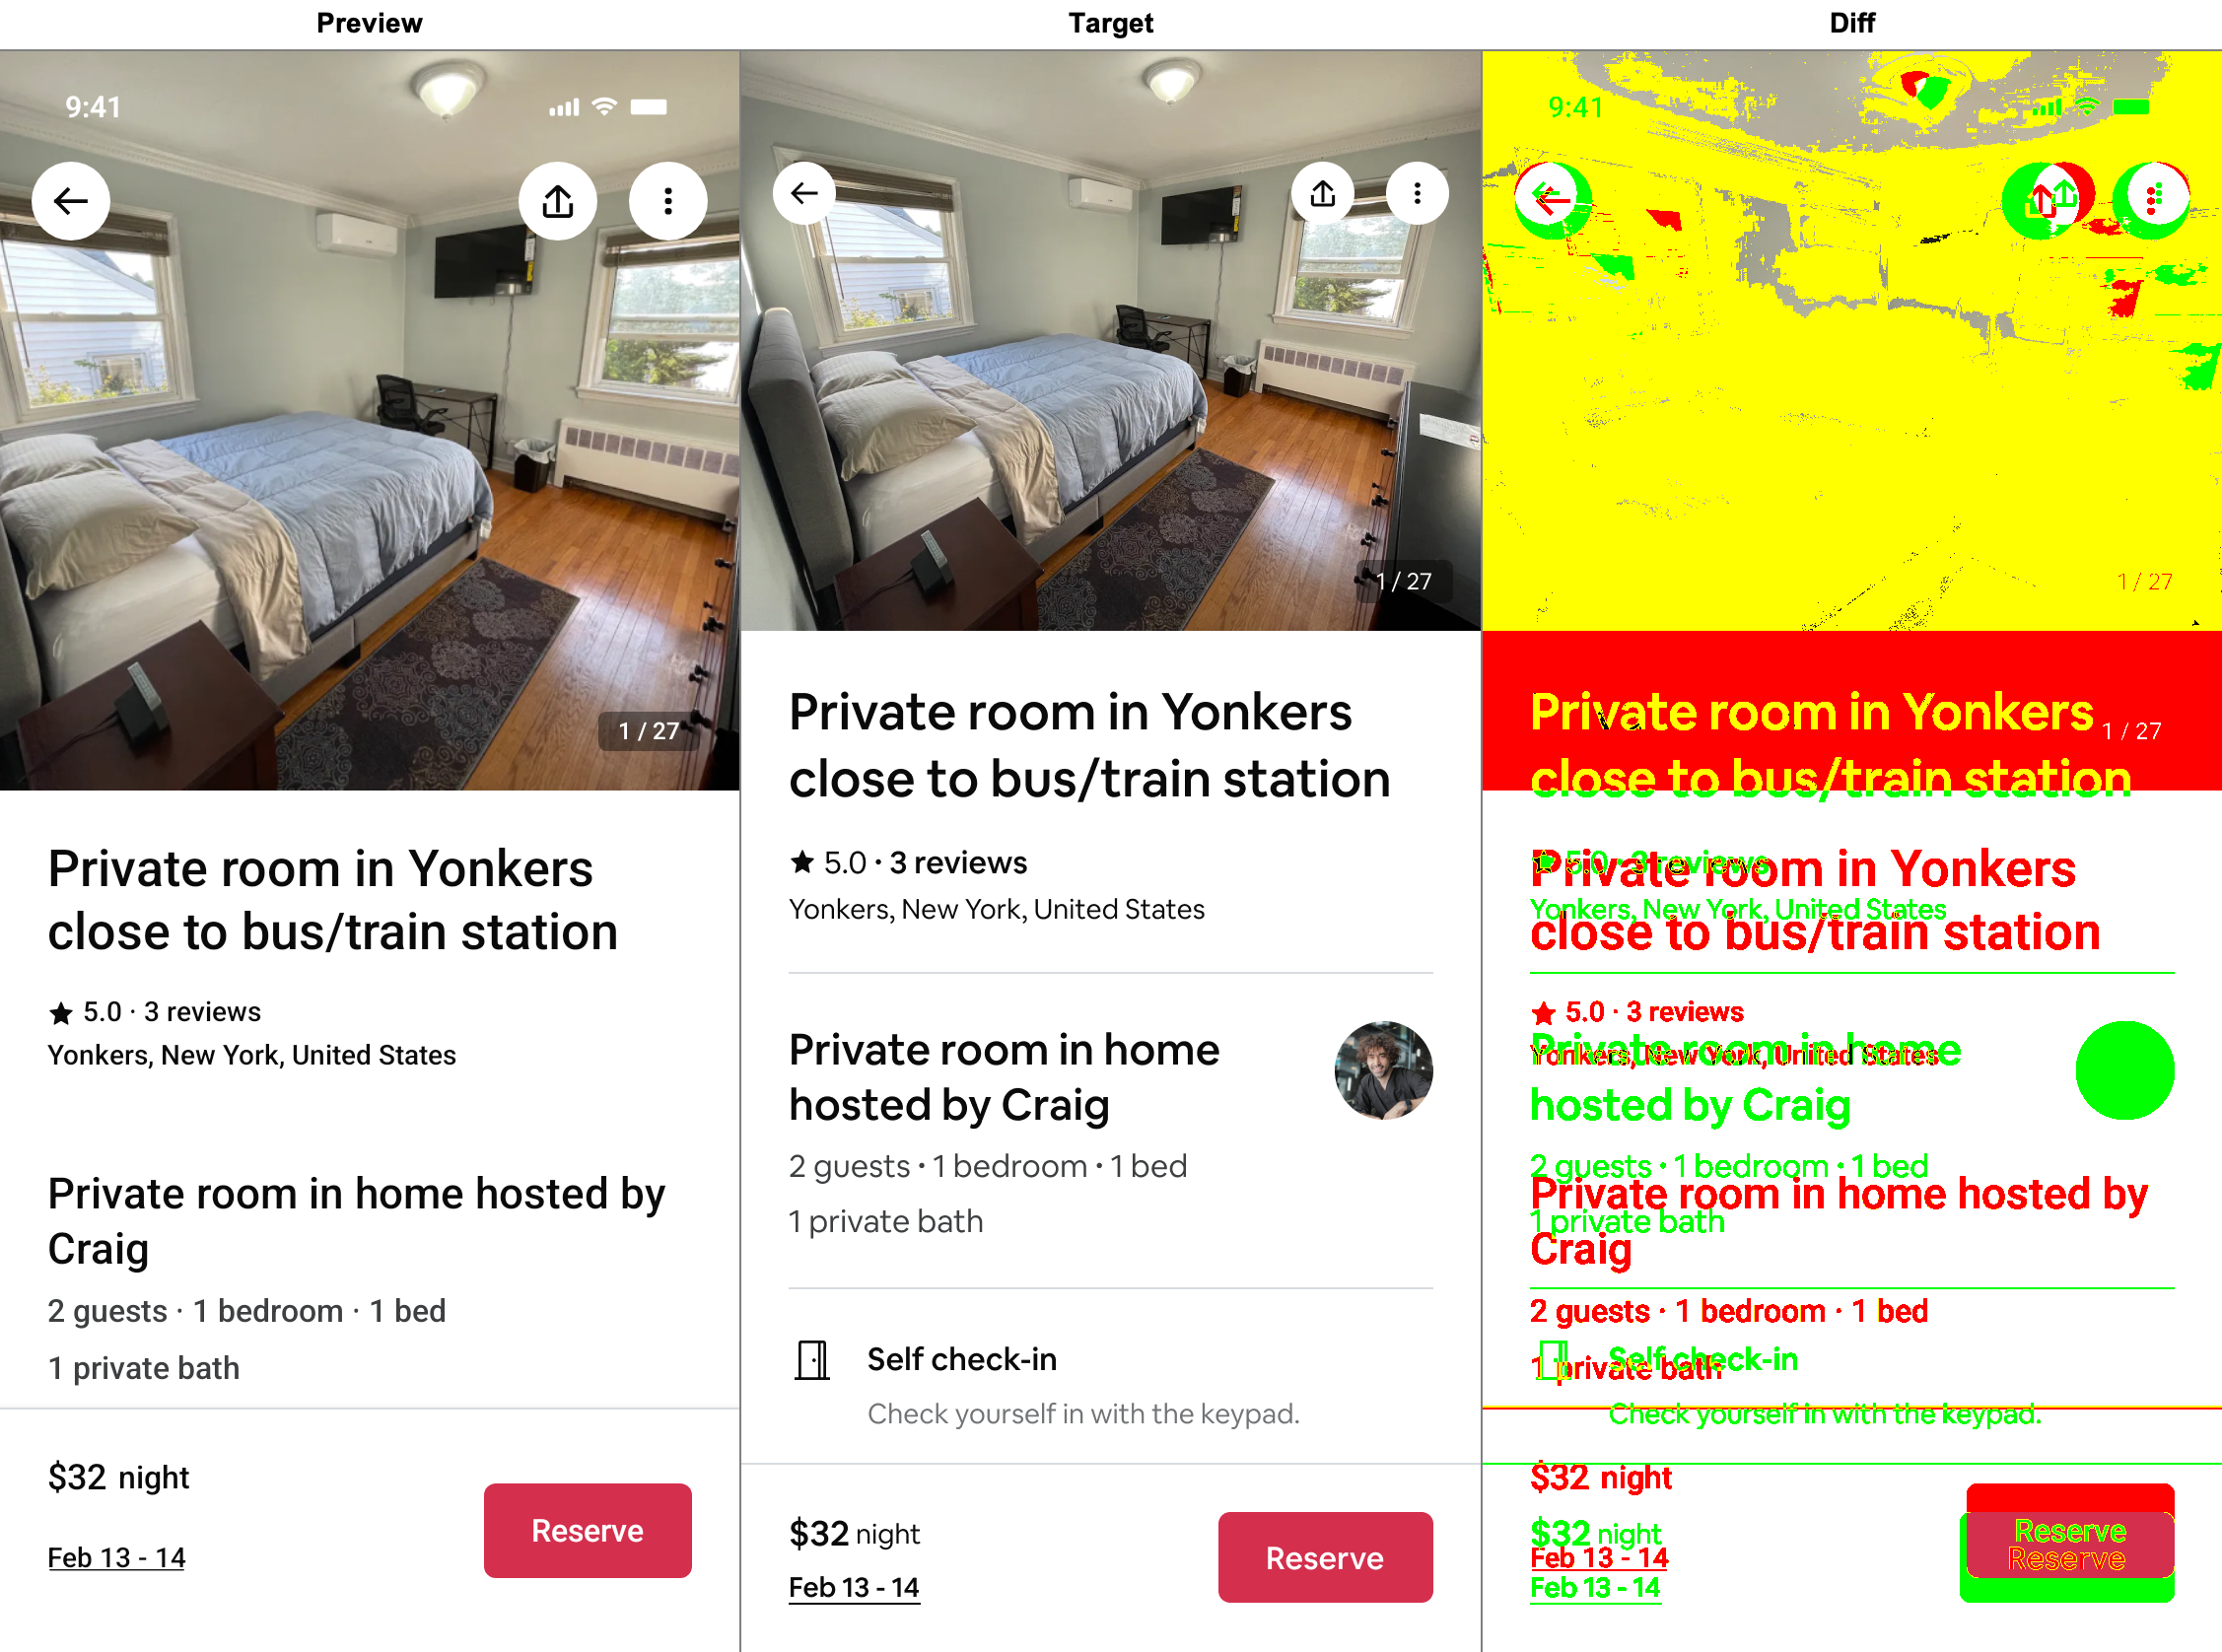 Preview
Target
Diff
9:41
1 / 27
Private room in Yonkers
close to bus/train station
5.0 · 3 reviews
Yonkers, New York, United States
Private room in home hosted by
Craig
2 guests · 1 bedroom · 1 bed
1 private bath
$32 night
Feb 13 - 14
Reserve
1 / 27
Private room in Yonkers
close to bus/train station
5.0 · 3 reviews
Yonkers, New York, United States
Private room in home
hosted by Craig
2 guests · 1 bedroom · 1 bed
1 private bath
Self check-in
Check yourself in with the keypad.
$32 night
Feb 13 - 14
Reserve
9:41
1 / 27
Private room in Yonkers
1 / 27
close to bus/train station
5.0 · 3 reviews
Private room in Yonkers
Yonkers, New York, United States
close to bus/train station
5.0 · 3 reviews
Private room in home
Yonkers, New York, United States
hosted by Craig
2 guests · 1 bedroom · 1 bed
Private room in home hosted by
1 private bath
Craig
2 guests · 1 bedroom · 1 bed
Self check-in
1 private bath
Check yourself in with the keypad.
$32 night
$32 night
Feb 13 - 14
Feb 13 - 14
Reserve
Reserve